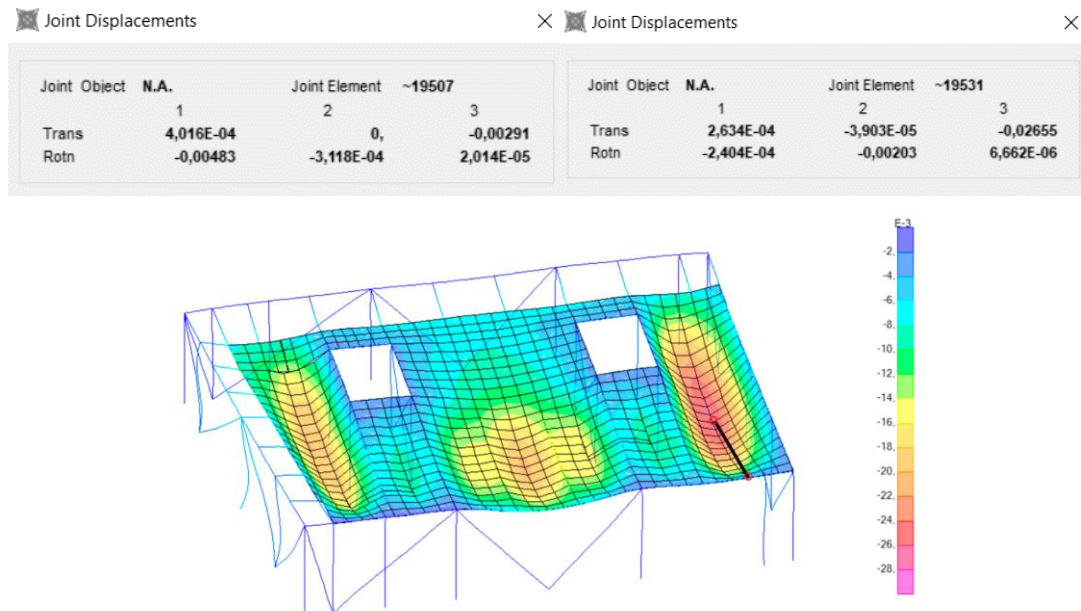 Joint Displacements
Joint Object N.A. Joint Element ~19507
1 2 3
Trans 4,016E-04 0, -0,00291
Rotn -0,00483 -3,118E-04 2,014E-05
Joint Displacements
Joint Object N.A. Joint Element ~19531
1 2 3
Trans 2,634E-04 -3,903E-05 -0,02655
Rotn -2,404E-04 -0,00203 6,662E-06
E-3
-2.
-4.
-6.
-8.
-10.
-12.
-14.
-16.
-18.
-20.
-22.
-24.
-26.
-28.